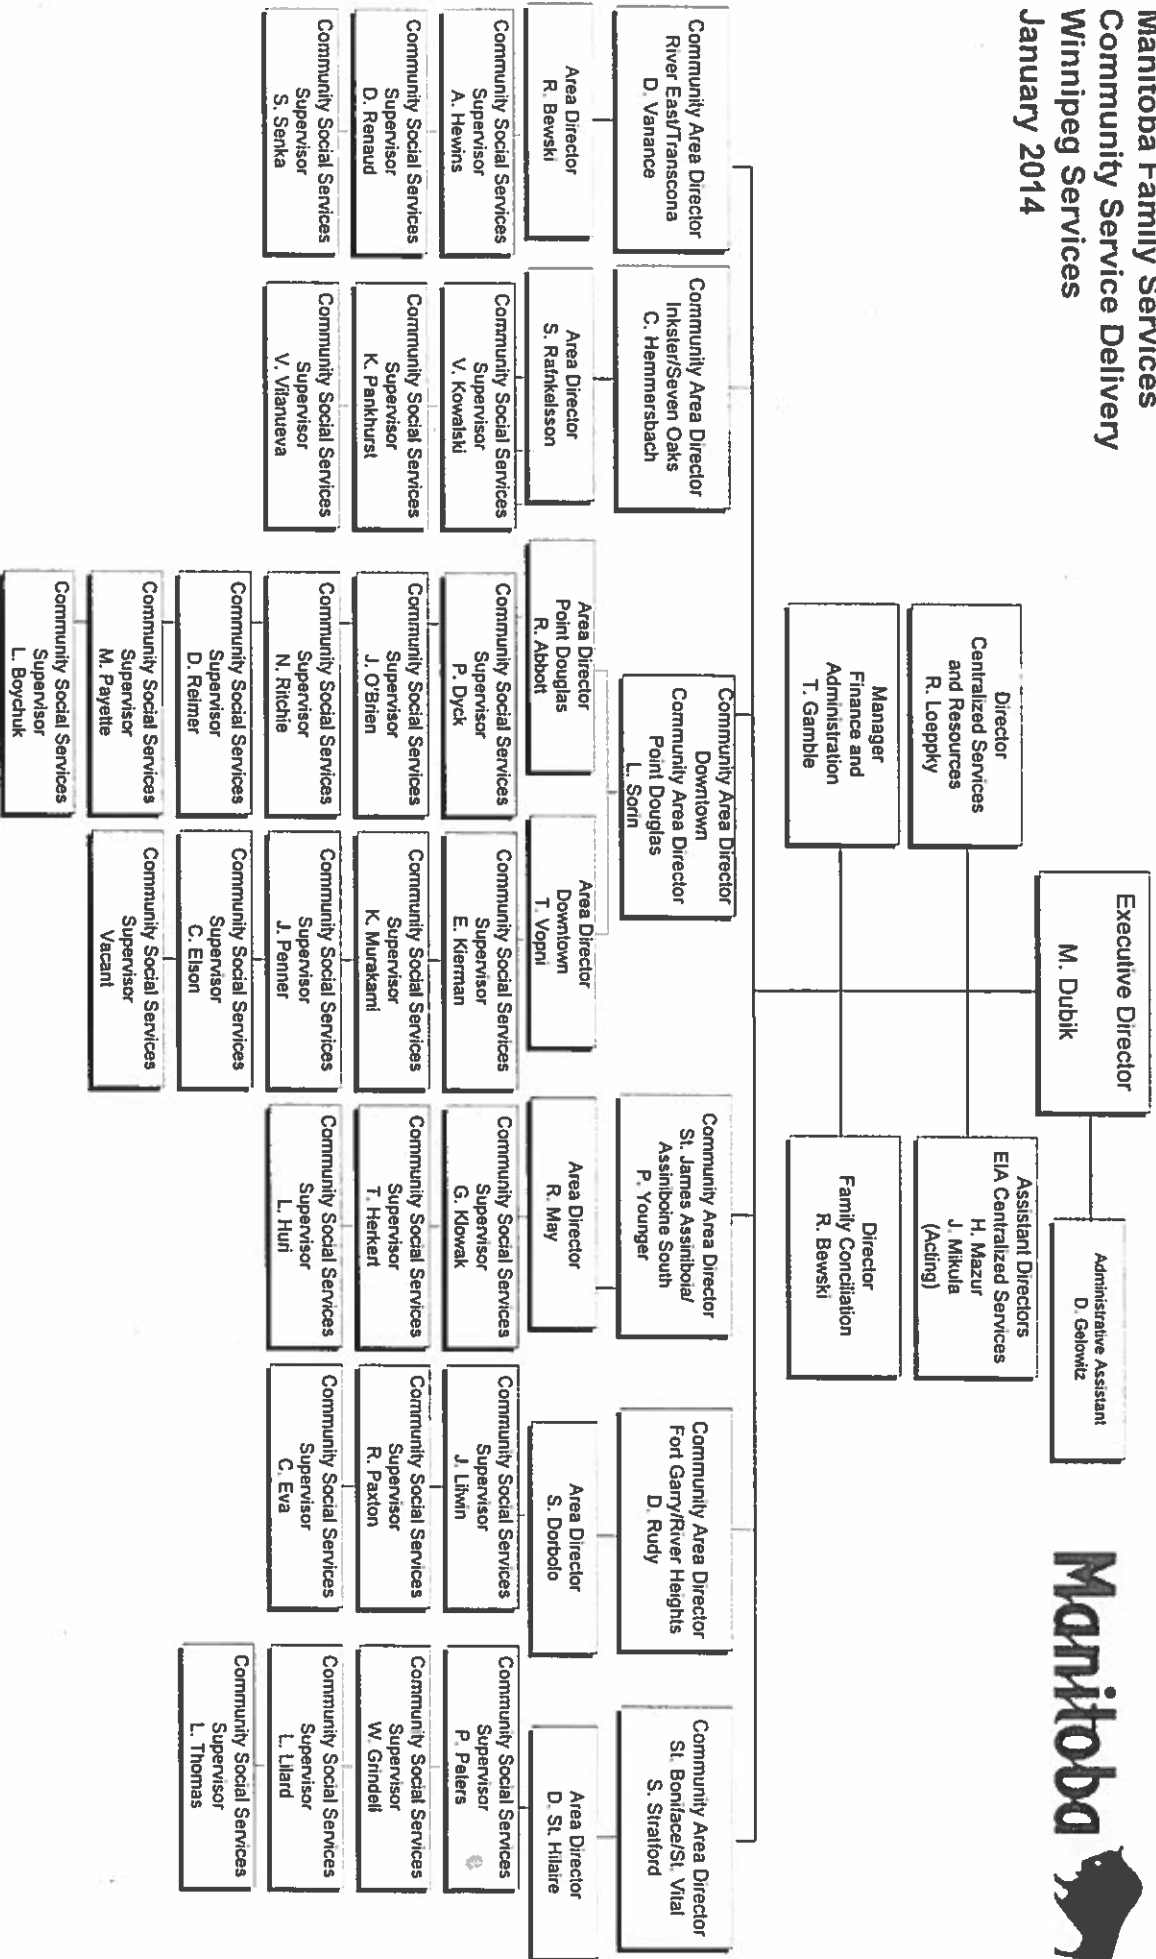 Manitoba Family Services
Community Service Delivery
Winnipeg Services
January 2014
Manitoba
Executive Director
M. Dubik
Administrative Assistant
D. Gelowitz
Director
Centralized Services
and Resources
R. Loeppky
Assistant Directors
EIA Centralized Services
H. Mazur
J. Mikula
(Acting)
Manager
Finance and
Administration
T. Gamble
Director
Family Conciliation
R. Bewski
Community Area Director
River East/Transcona
D. Vanance
Community Area Director
Inkster/Seven Oaks
C. Hemmersbach
Community Area Director
Downtown
Community Area Director
Point Douglas
L. Sorin
Community Area Director
St. James Assiniboia/
Assiniboine South
P. Younger
Community Area Director
Fort Garry/River Heights
D. Rudy
Community Area Director
St. Boniface/St. Vital
S. Stratford
Area Director
R. Bewski
Area Director
S. Rafnkelsson
Area Director
Point Douglas
R. Abbott
Area Director
Downtown
T. Vopni
Area Director
R. May
Area Director
S. Dorbolo
Area Director
D. St. Hilaire
Community Social Services
Supervisor
A. Hewins
Community Social Services
Supervisor
V. Kowalski
Community Social Services
Supervisor
P. Dyck
Community Social Services
Supervisor
E. Kierman
Community Social Services
Supervisor
G. Klowak
Community Social Services
Supervisor
J. Litwin
Community Social Services
Supervisor
P. Peters
Community Social Services
Supervisor
D. Renaud
Community Social Services
Supervisor
K. Pankhurst
Community Social Services
Supervisor
J. O'Brien
Community Social Services
Supervisor
K. Murakami
Community Social Services
Supervisor
T. Herkert
Community Social Services
Supervisor
R. Paxton
Community Social Services
Supervisor
W. Grindell
Community Social Services
Supervisor
S. Senka
Community Social Services
Supervisor
V. Vilanueva
Community Social Services
Supervisor
N. Ritchie
Community Social Services
Supervisor
J. Penner
Community Social Services
Supervisor
L. Huri
Community Social Services
Supervisor
C. Eva
Community Social Services
Supervisor
L. Lilard
Community Social Services
Supervisor
D. Reimer
Community Social Services
Supervisor
C. Elson
Community Social Services
Supervisor
L. Thomas
Community Social Services
Supervisor
M. Payette
Community Social Services
Supervisor
Vacant
Community Social Services
Supervisor
L. Boychuk